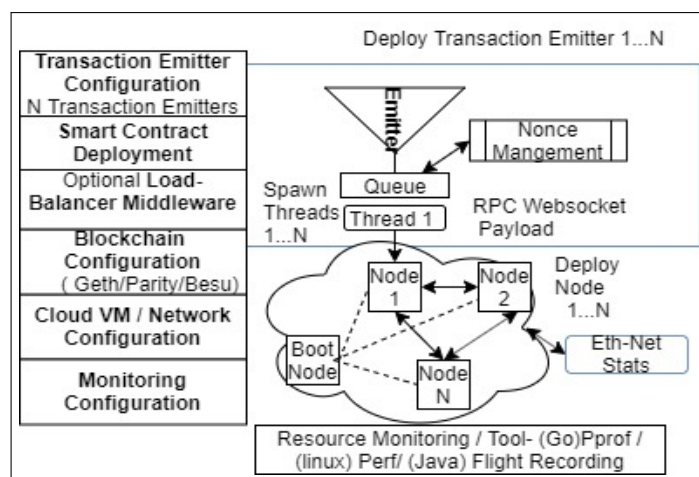 Deploy Transaction Emitter 1...N
Transaction Emitter
Configuration
N Transaction Emitters
Smart Contract
Deployment
Optional Load-
Balancer Middleware
Blockchain
Configuration
( Geth/Parity/Besu)
Cloud VM / Network
Configuration
Monitoring
Configuration
Emitter
Nonce
Mangement
Queue
Spawn
Threads
1...N
Thread 1
RPC Websocket
Payload
Node
1
Node
2
Deploy
Node
1...N
Boot
Node
Node
N
Eth-Net
Stats
Resource Monitoring / Tool- (Go)Pprof /
(linux) Perf/ (Java) Flight Recording